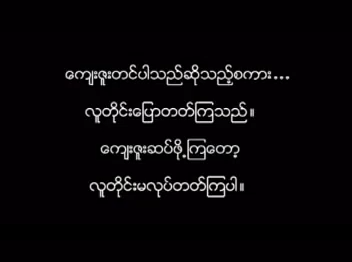 ကျေးဇူးတင်ပါသည်ဆိုသည့်စကား...
လူတိုင်းပြောတတ်ကြသည်။
ကျေးဇူးဆပ်ဖို့ကြတော့
လူတိုင်းမလုပ်တတ်ကြပါ။